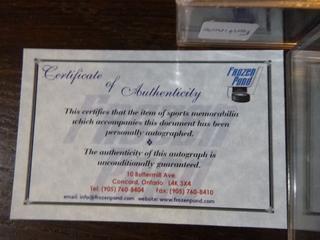 Certificate
of
Authenticity
Frozen
Pond
This certifies that the item of sports memorabilia
which accompanies this document has been
personally autographed.
The authenticity of this autograph is
unconditionally guaranteed.
10 Buttermill Ave.
Concord, Ontario L4K 3X4
Tel: (905) 760-8404 Fax: (905) 760-8410
email: info@frozenpond.com website: www.frozenpond.com